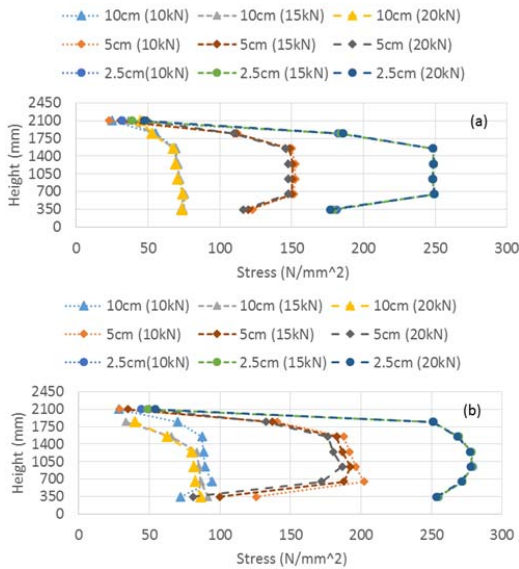 10cm (10kN) 10cm (15kN) 10cm (20kN)
5cm (10kN) 5cm (15kN) 5cm (20kN)
2.5cm(10kN) 2.5cm (15kN) 2.5cm (20kN)
2450
2100
1750
1400
1050
700
350
0
Height (mm)
(a)
0 50 100 150 200 250 300
Stress (N/mm^2)
10cm (10kN) 10cm (15kN) 10cm (20kN)
5cm (10kN) 5cm (15kN) 5cm (20kN)
2.5cm(10kN) 2.5cm (15kN) 2.5cm (20kN)
2450
2100
1750
1400
1050
700
350
0
Height (mm)
(b)
0 50 100 150 200 250 300
Stress (N/mm^2)